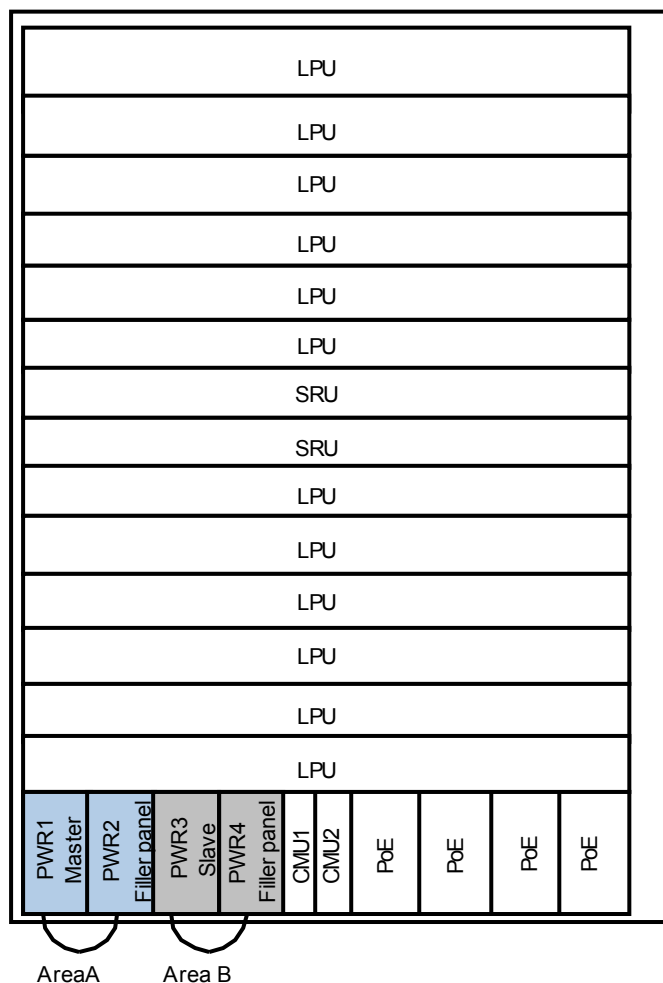 LPU
LPU
LPU
LPU
LPU
LPU
SRU
SRU
LPU
LPU
LPU
LPU
LPU
LPU
PWR1
Master
PWR2
Filler panel
PWR3
Slave
PWR4
Filler panel
CMU1
CMU2
PoE
PoE
PoE
PoE
AreaA
Area B